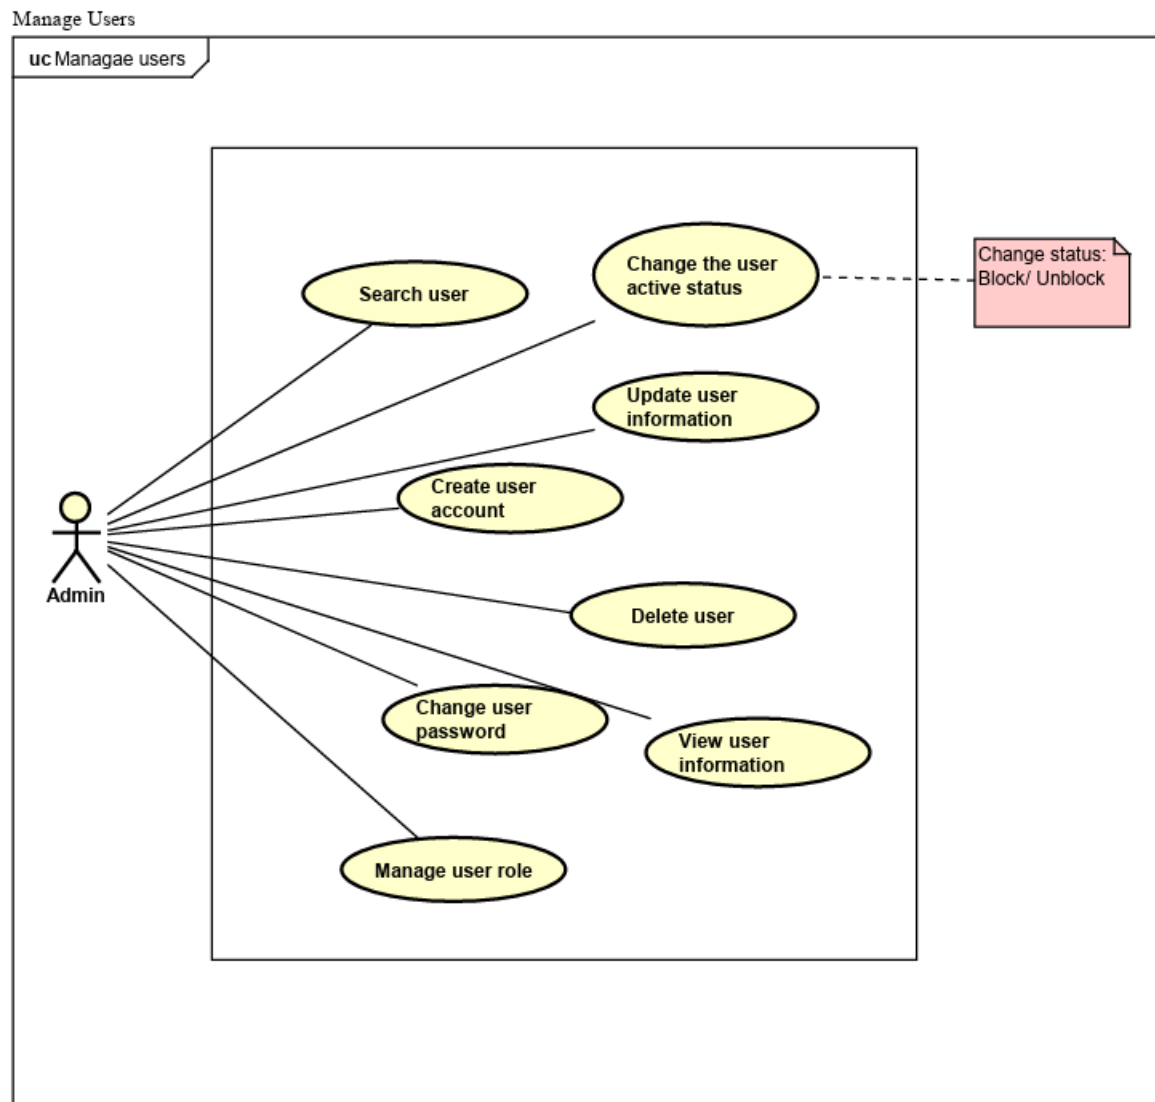 Manage Users
uc Managae users
Change the user
active status
Change status:
Block/ Unblock
Search user
Update user
information
Create user
account
Admin
Delete user
Change user
password
View user
information
Manage user role